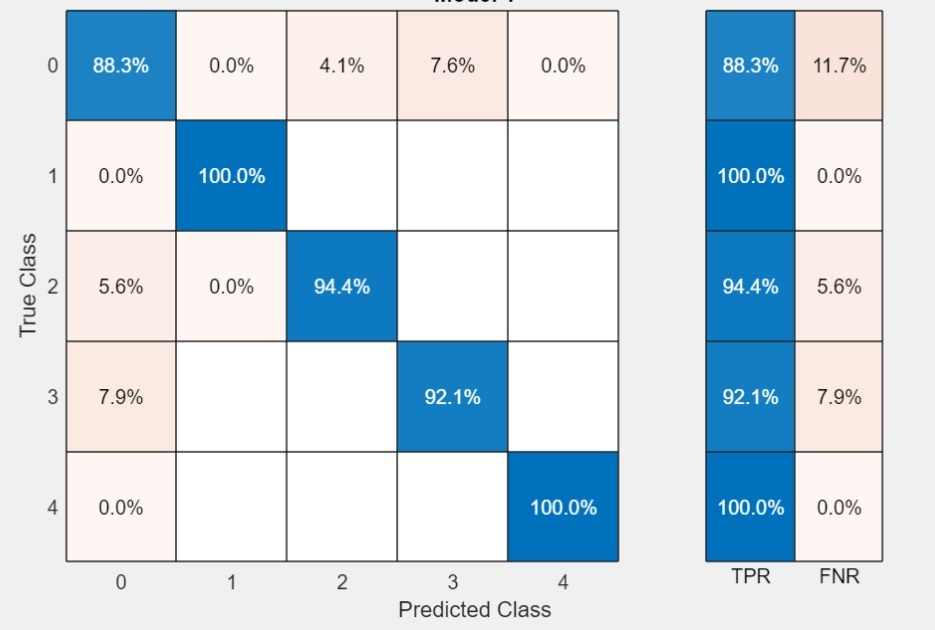 0 88.3% 0.0% 4.1% 7.6% 0.0% 88.3% 11.7%
1 0.0% 100.0% 100.0% 0.0%
2 5.6% 0.0% 94.4% 94.4% 5.6%
3 7.9% 92.1% 92.1% 7.9%
4 0.0% 100.0% 100.0% 0.0%
True Class
0 1 2 3 4 TPR FNR
Predicted Class